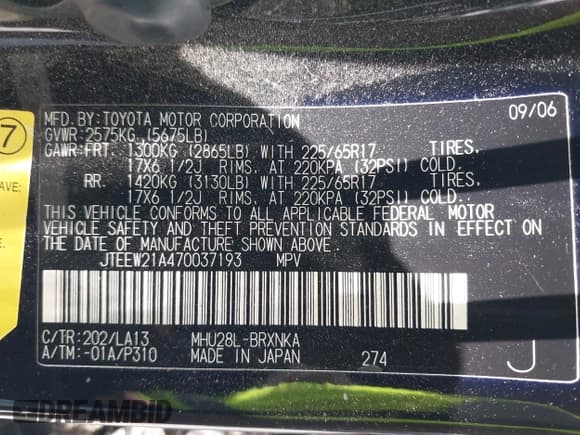 MFD.BY:TOYOTA MOTOR CORPORATION 09/06
GVWR:2575KG (5675LB)
GAWR:FRT. 1300KG (2865LB) WITH 225/65R17 TIRES.
17X6 1/2J RIMS. AT 220KPA (32PSI) COLD.
RR. 1420KG (3130LB) WITH 225/65R17 TIRES.
17X6 1/2J RIMS. AT 220KPA (32PSI) COLD.
THIS VEHICLE CONFORMS TO ALL APPLICABLE FEDERAL MOTOR
VEHICLE SAFETY AND THEFT PREVENTION STANDARDS IN EFFECT ON
THE DATE OF MANUFACTURE SHOWN ABOVE.
JTEEW21A470037193 MPV
C/TR:202/LA13 MHU28L-BRXNKA
A/TM:-01A/P310 MADE IN JAPAN 274 J
7
AVE:
DREAMBID